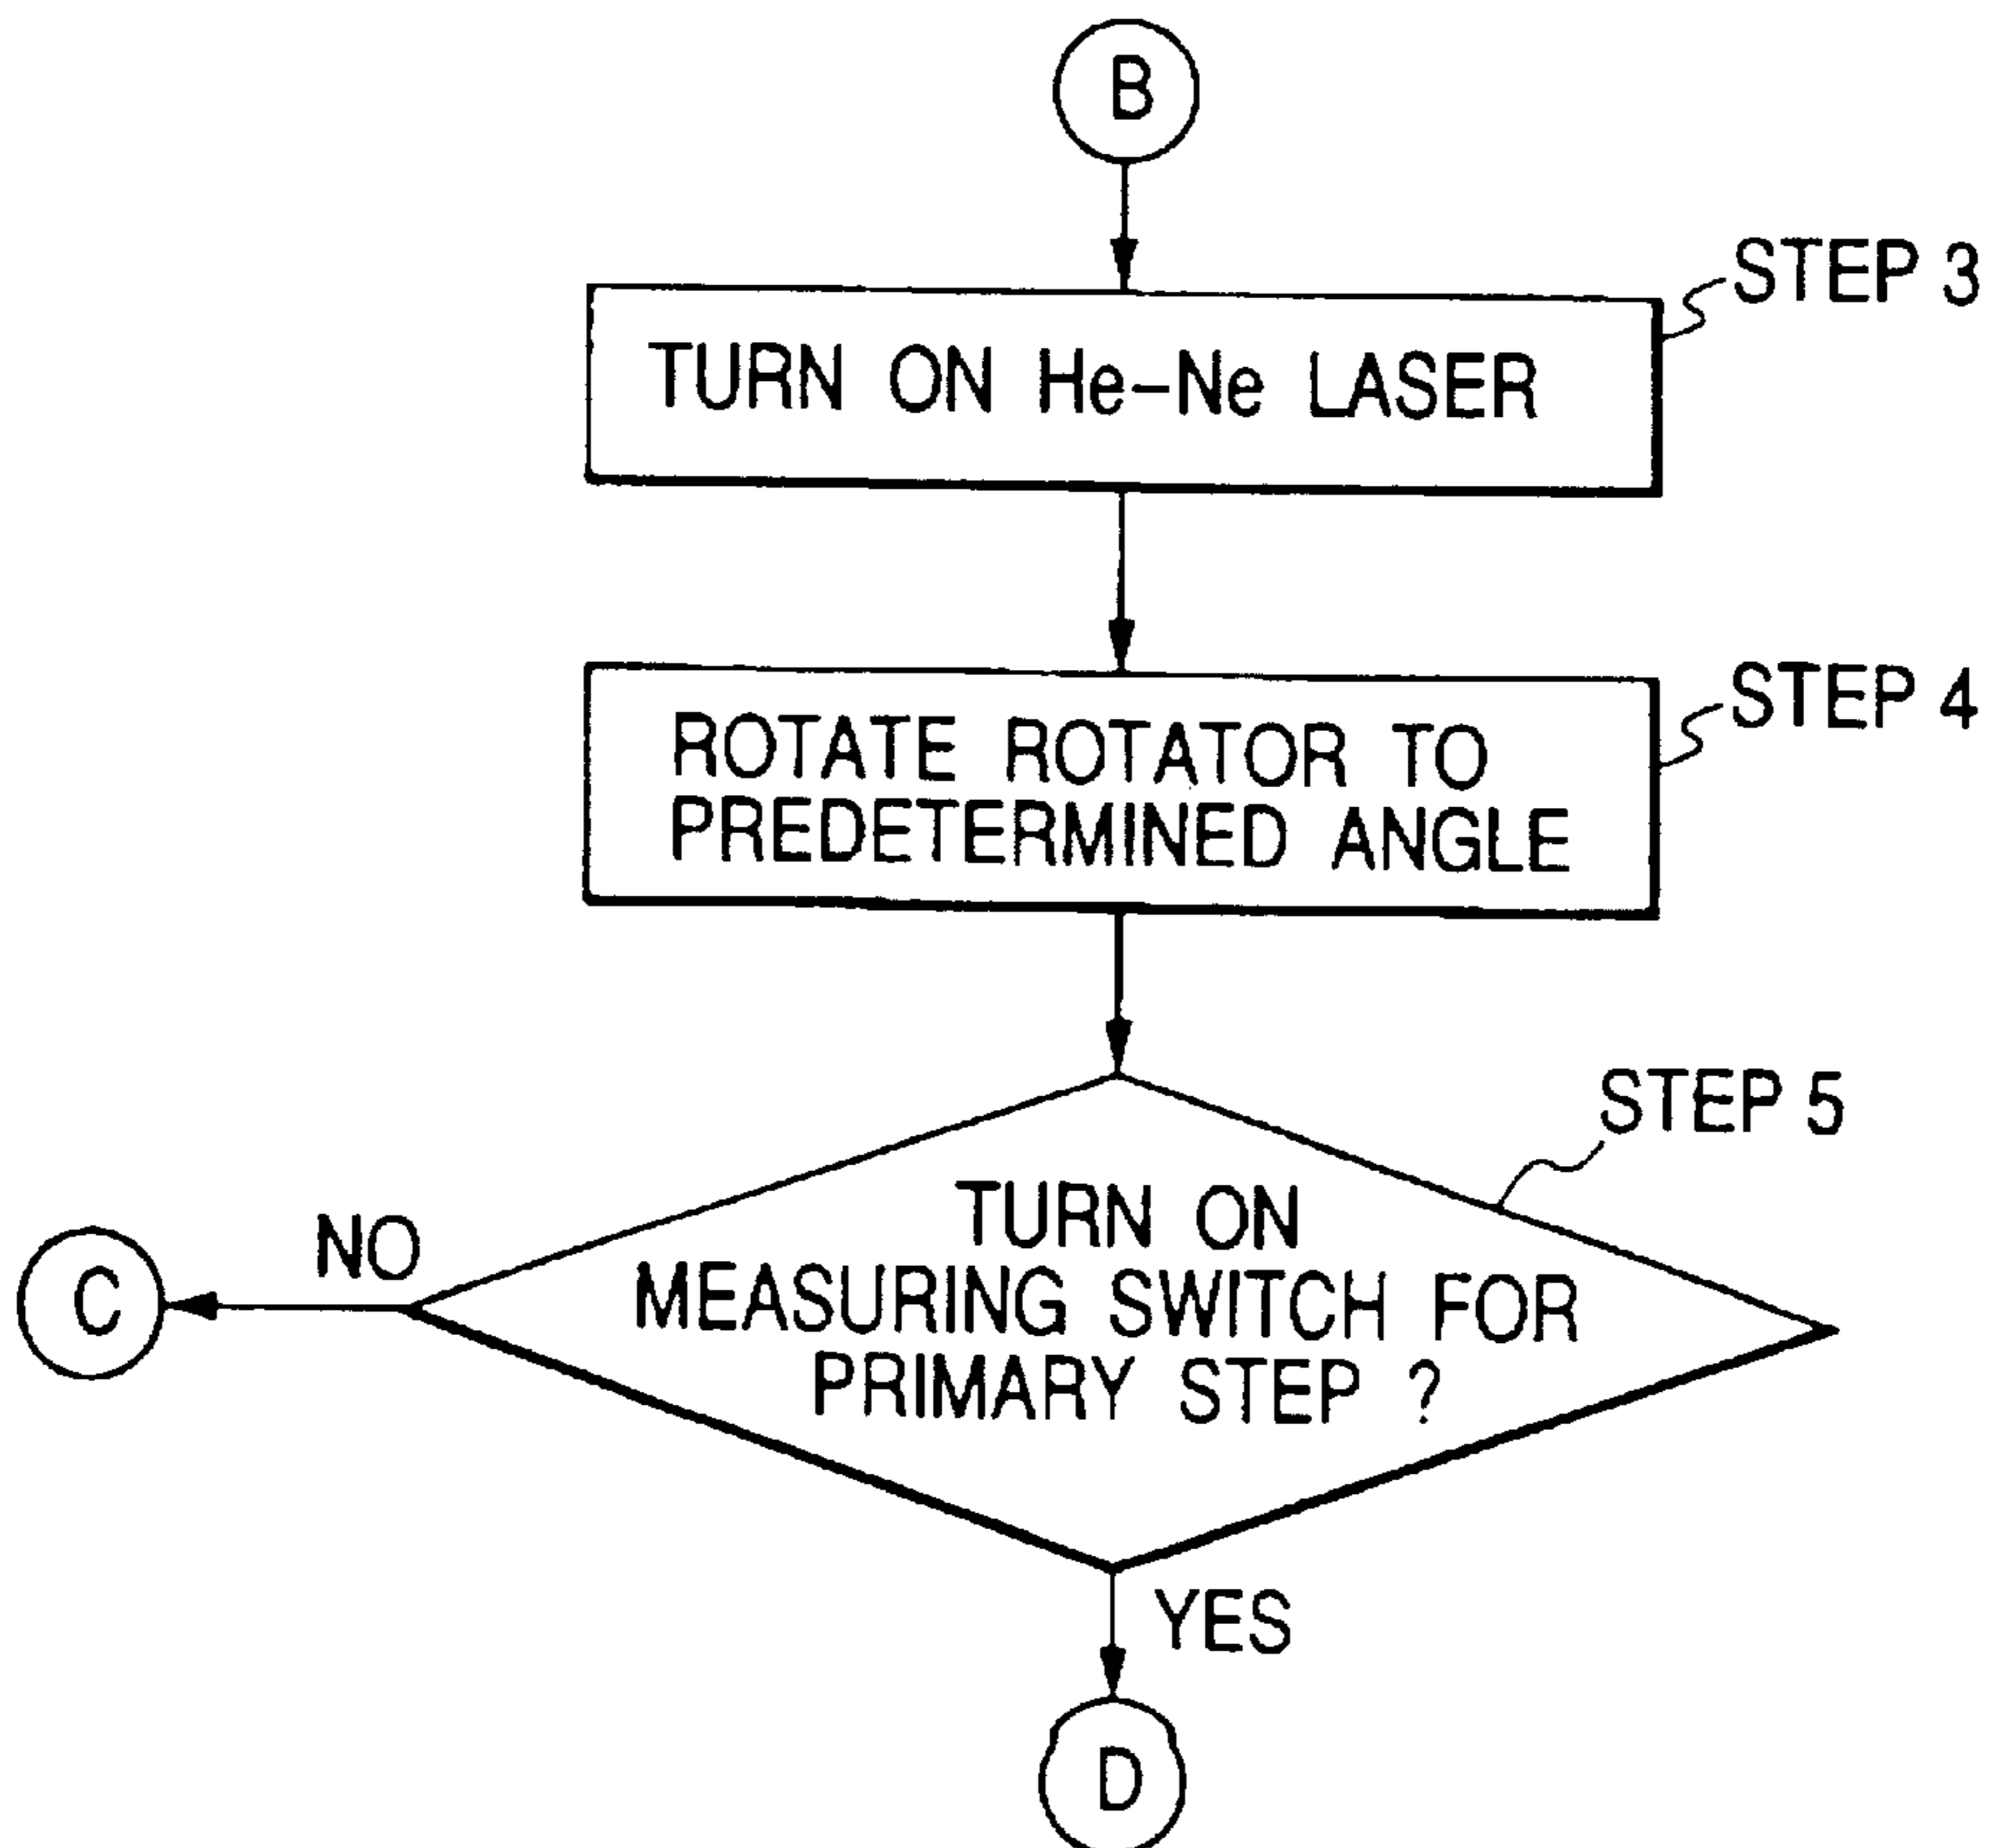 B
STEP 3
TURN ON He-Ne LASER
STEP 4
ROTATE ROTATOR TO
PREDETERMINED ANGLE
STEP 5
TURN ON
MEASURING SWITCH FOR
PRIMARY STEP ?
NO
C
YES
D